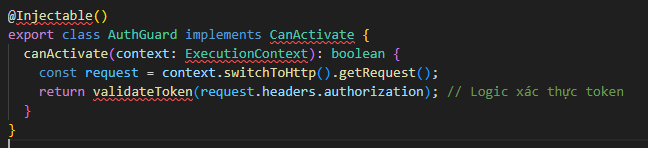 @Injectable()
export class AuthGuard implements CanActivate {
  canActivate(context: ExecutionContext): boolean {
    const request = context.switchToHttp().getRequest();
    return validateToken(request.headers.authorization); // Logic xác thực token
  }
}